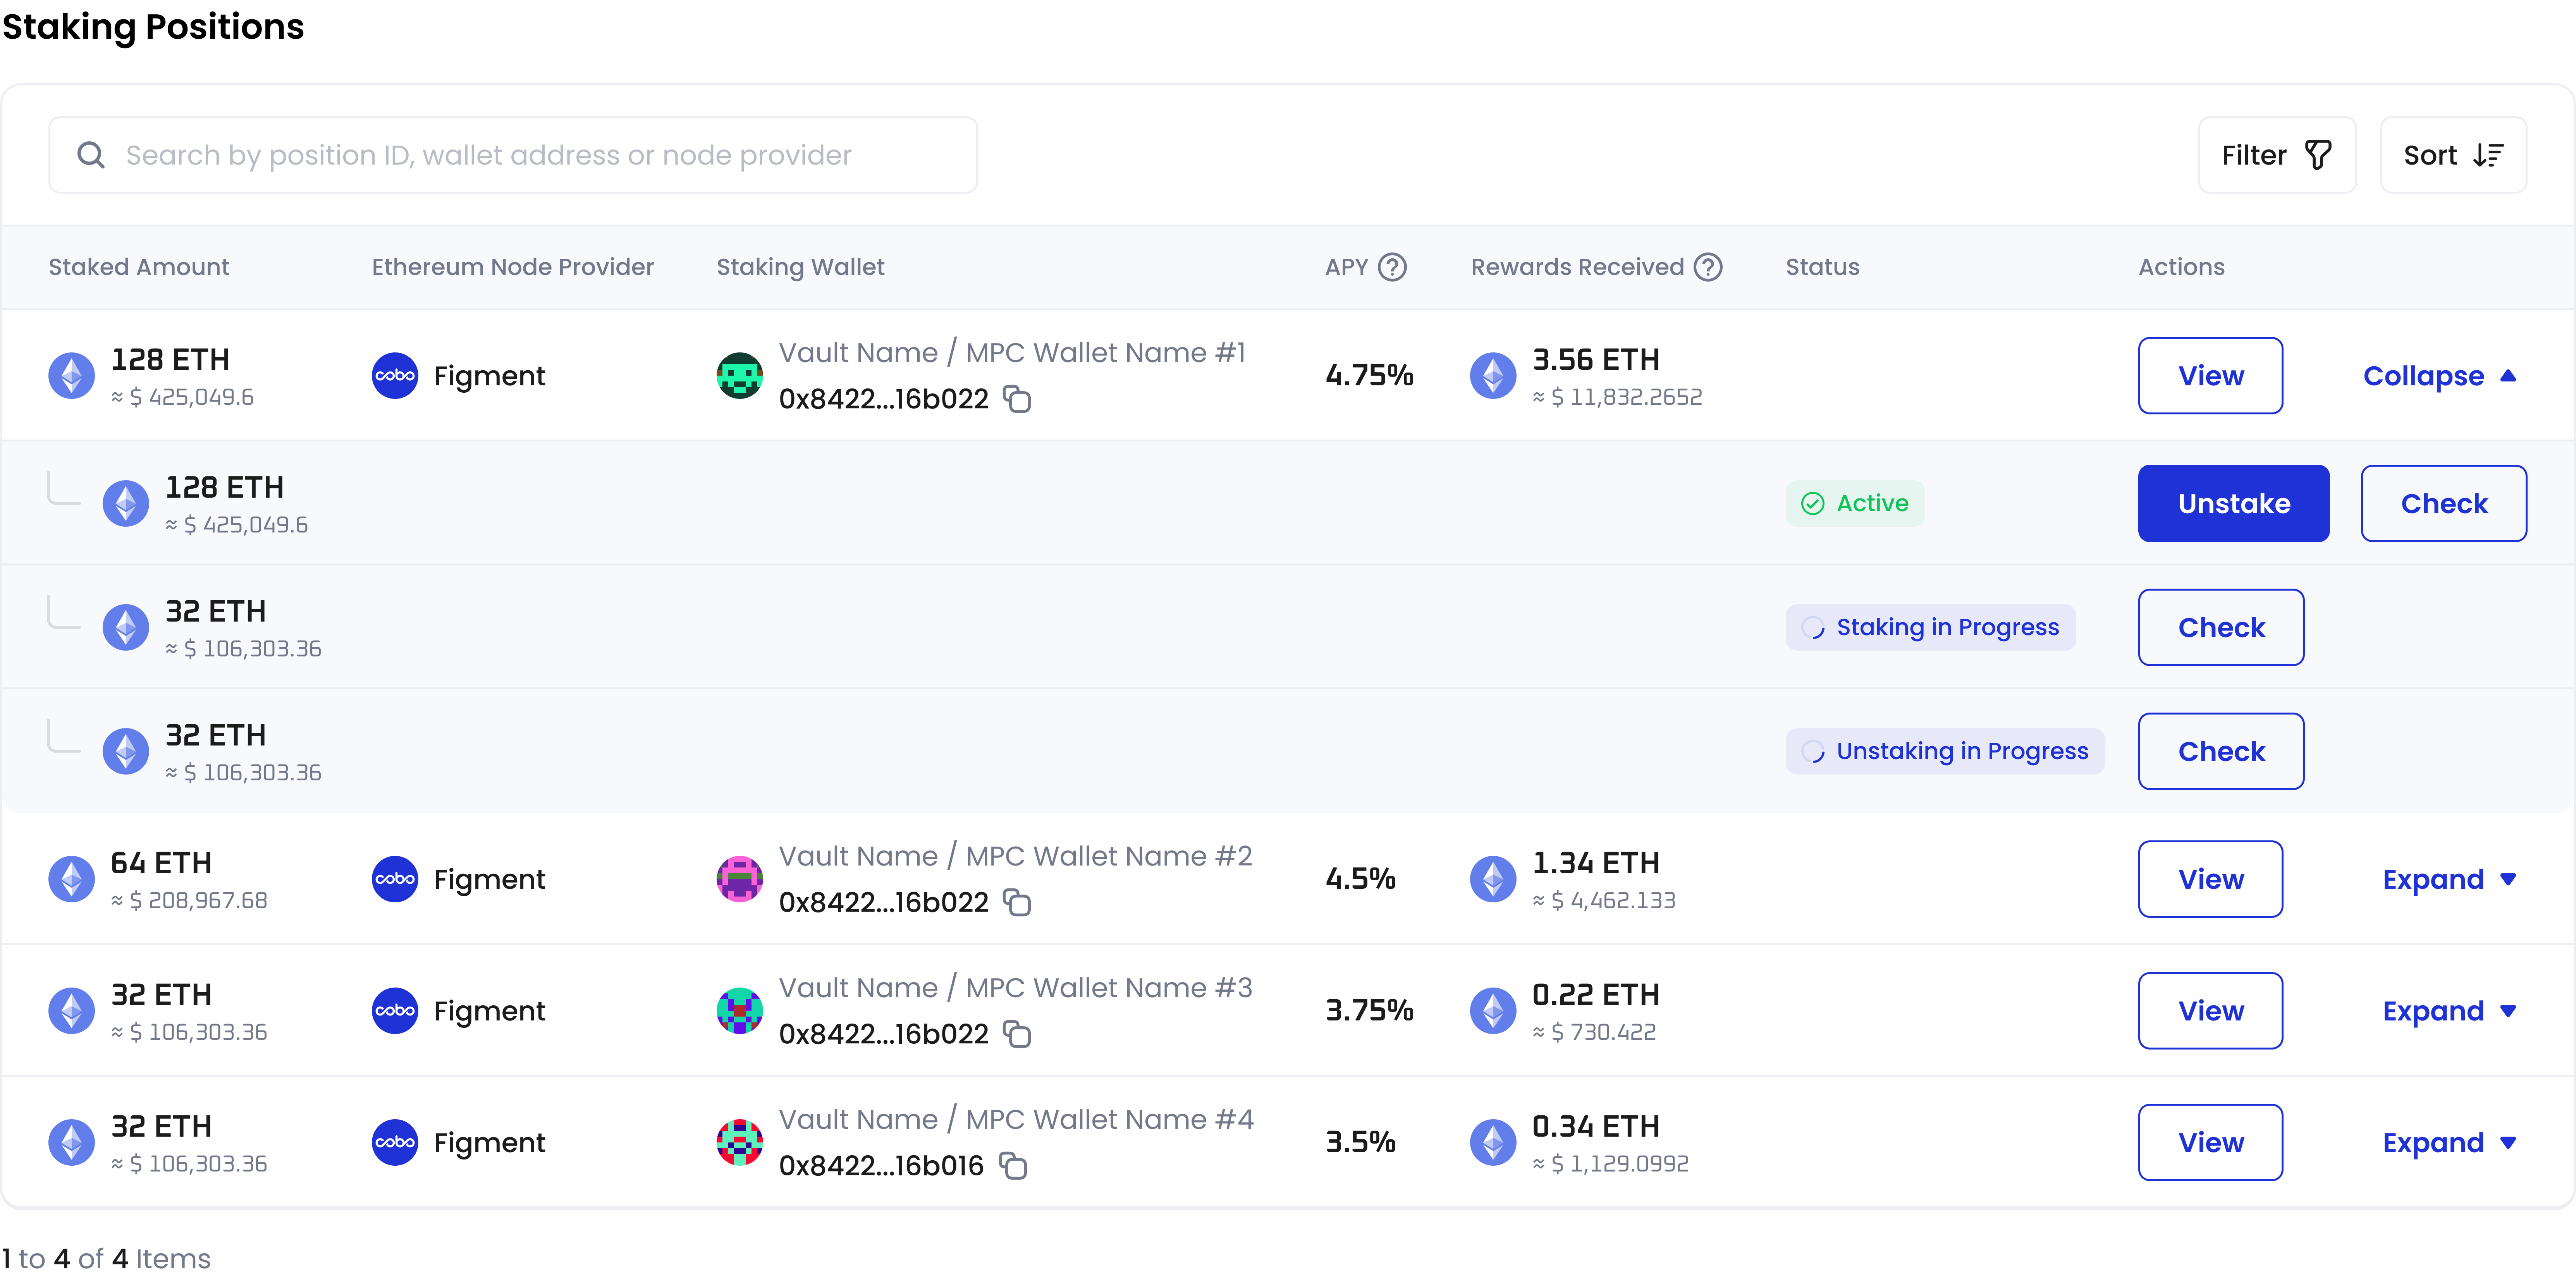 Staking Positions
Search by position ID, wallet address or node provider
Filter
Sort
Staked Amount
Ethereum Node Provider
Staking Wallet
APY ?
Rewards Received ?
Status
Actions
128 ETH
≈ $ 425,049.6
cobo
Figment
Vault Name / MPC Wallet Name #1
0x8422...16b022
4.75%
3.56 ETH
≈ $ 11,832.2652
View
Collapse
128 ETH
≈ $ 425,049.6
Active
Unstake
Check
32 ETH
≈ $ 106,303.36
Staking in Progress
Check
32 ETH
≈ $ 106,303.36
Unstaking in Progress
Check
64 ETH
≈ $ 208,967.68
cobo
Figment
Vault Name / MPC Wallet Name #2
0x8422...16b022
4.5%
1.34 ETH
≈ $ 4,462.133
View
Expand
32 ETH
≈ $ 106,303.36
cobo
Figment
Vault Name / MPC Wallet Name #3
0x8422...16b022
3.75%
0.22 ETH
≈ $ 730.422
View
Expand
32 ETH
≈ $ 106,303.36
cobo
Figment
Vault Name / MPC Wallet Name #4
0x8422...16b016
3.5%
0.34 ETH
≈ $ 1,129.0992
View
Expand
1 to 4 of 4 Items